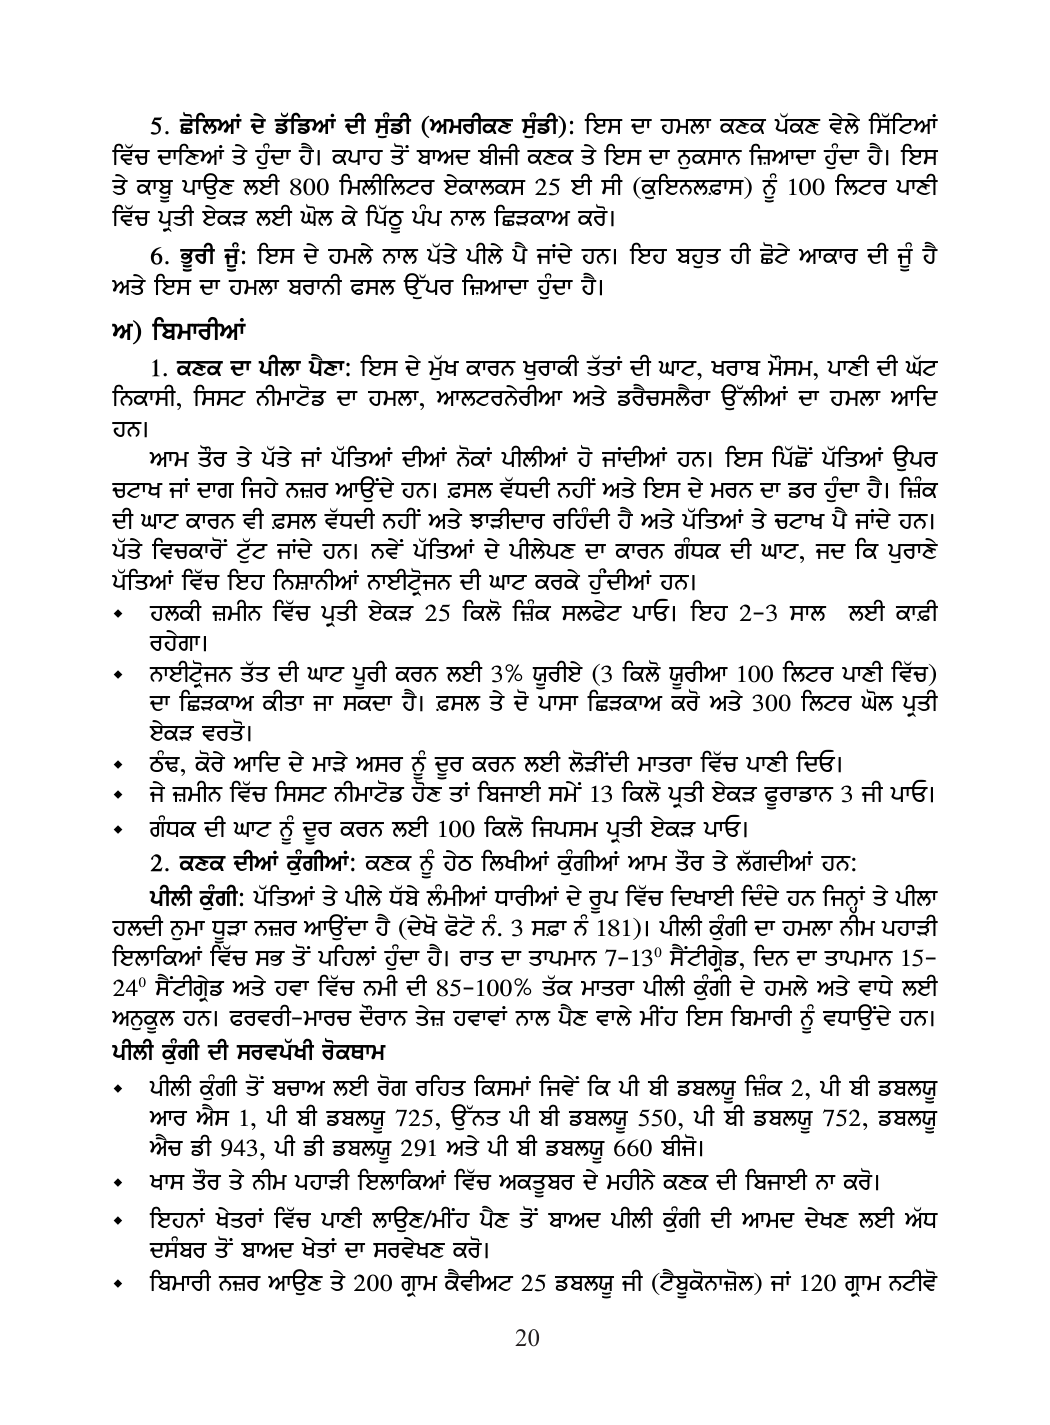 5. ਛੋਲਿਆਂ ਦੇ ਡੱਡਿਆਂ ਦੀ ਸੁੰਡੀ (ਅਮਰੀਕਣ ਸੁੰਡੀ): ਇਸ ਦਾ ਹਮਲਾ ਕਣਕ ਪੱਕਣ ਵੇਲੇ ਸਿੱਟਿਆਂ
ਵਿੱਚ ਦਾਣਿਆਂ ਤੇ ਹੁੰਦਾ ਹੈ। ਕਪਾਹ ਤੋਂ ਬਾਅਦ ਬੀਜੀ ਕਣਕ ਤੇ ਇਸ ਦਾ ਨੁਕਸਾਨ ਜ਼ਿਆਦਾ ਹੁੰਦਾ ਹੈ। ਇਸ
ਤੇ ਕਾਬੂ ਪਾਉਣ ਲਈ 800 ਮਿਲੀਲਿਟਰ ਏਕਾਲਕਸ 25 ਈ ਸੀ (ਕੁਇਨਲਫ਼ਾਸ) ਨੂੰ 100 ਲਿਟਰ ਪਾਣੀ
ਵਿੱਚ ਪ੍ਰਤੀ ਏਕੜ ਲਈ ਘੋਲ ਕੇ ਪਿੱਠੂ ਪੰਪ ਨਾਲ ਛਿੜਕਾਅ ਕਰੋ।
6. ਭੂਰੀ ਜੂੰ: ਇਸ ਦੇ ਹਮਲੇ ਨਾਲ ਪੱਤੇ ਪੀਲੇ ਪੈ ਜਾਂਦੇ ਹਨ। ਇਹ ਬਹੁਤ ਹੀ ਛੋਟੇ ਆਕਾਰ ਦੀ ਜੂੰ ਹੈ
ਅਤੇ ਇਸ ਦਾ ਹਮਲਾ ਬਰਾਨੀ ਫਸਲ ਉੱਪਰ ਜ਼ਿਆਦਾ ਹੁੰਦਾ ਹੈ।
ਅ) ਬਿਮਾਰੀਆਂ
1. ਕਣਕ ਦਾ ਪੀਲਾ ਪੈਣਾ: ਇਸ ਦੇ ਮੁੱਖ ਕਾਰਨ ਖੁਰਾਕੀ ਤੱਤਾਂ ਦੀ ਘਾਟ, ਖਰਾਬ ਮੌਸਮ, ਪਾਣੀ ਦੀ ਘੱਟ
ਨਿਕਾਸੀ, ਸਿਸਟ ਨੀਮਾਟੋਡ ਦਾ ਹਮਲਾ, ਆਲਟਰਨੇਰੀਆ ਅਤੇ ਡਰੈਚਸਲੈਰਾ ਉੱਲੀਆਂ ਦਾ ਹਮਲਾ ਆਦਿ
ਹਨ।
ਆਮ ਤੌਰ ਤੇ ਪੱਤੇ ਜਾਂ ਪੱਤਿਆਂ ਦੀਆਂ ਨੋਕਾਂ ਪੀਲੀਆਂ ਹੋ ਜਾਂਦੀਆਂ ਹਨ। ਇਸ ਪਿੱਛੋਂ ਪੱਤਿਆਂ ਉਪਰ
ਚਟਾਖ ਜਾਂ ਦਾਗ ਜਿਹੇ ਨਜ਼ਰ ਆਉਂਦੇ ਹਨ। ਫ਼ਸਲ ਵੱਧਦੀ ਨਹੀਂ ਅਤੇ ਇਸ ਦੇ ਮਰਨ ਦਾ ਡਰ ਹੁੰਦਾ ਹੈ। ਜ਼ਿੰਕ
ਦੀ ਘਾਟ ਕਾਰਨ ਵੀ ਫ਼ਸਲ ਵੱਧਦੀ ਨਹੀਂ ਅਤੇ ਝਾੜੀਦਾਰ ਰਹਿੰਦੀ ਹੈ ਅਤੇ ਪੱਤਿਆਂ ਤੇ ਚਟਾਖ ਪੈ ਜਾਂਦੇ ਹਨ।
ਪੱਤੇ ਵਿਚਕਾਰੋਂ ਟੁੱਟ ਜਾਂਦੇ ਹਨ। ਨਵੇਂ ਪੱਤਿਆਂ ਦੇ ਪੀਲੇਪਣ ਦਾ ਕਾਰਨ ਗੰਧਕ ਦੀ ਘਾਟ, ਜਦ ਕਿ ਪੁਰਾਣੇ
ਪੱਤਿਆਂ ਵਿੱਚ ਇਹ ਨਿਸ਼ਾਨੀਆਂ ਨਾਈਟ੍ਰੋਜਨ ਦੀ ਘਾਟ ਕਰਕੇ ਹੁੰਦੀਆਂ ਹਨ।
• ਹਲਕੀ ਜ਼ਮੀਨ ਵਿੱਚ ਪ੍ਰਤੀ ਏਕੜ 25 ਕਿਲੋ ਜ਼ਿੰਕ ਸਲਫੇਟ ਪਾਓ। ਇਹ 2-3 ਸਾਲ ਲਈ ਕਾਫ਼ੀ
ਰਹੇਗਾ।
• ਨਾਈਟ੍ਰੋਜਨ ਤੱਤ ਦੀ ਘਾਟ ਪੂਰੀ ਕਰਨ ਲਈ 3% ਯੂਰੀਏ (3 ਕਿਲੋ ਯੂਰੀਆ 100 ਲਿਟਰ ਪਾਣੀ ਵਿੱਚ)
ਦਾ ਛਿੜਕਾਅ ਕੀਤਾ ਜਾ ਸਕਦਾ ਹੈ। ਫ਼ਸਲ ਤੇ ਦੋ ਪਾਸਾ ਛਿੜਕਾਅ ਕਰੋ ਅਤੇ 300 ਲਿਟਰ ਘੋਲ ਪ੍ਰਤੀ
ਏਕੜ ਵਰਤੋ।
• ਠੰਢ, ਕੋਰੇ ਆਦਿ ਦੇ ਮਾੜੇ ਅਸਰ ਨੂੰ ਦੂਰ ਕਰਨ ਲਈ ਲੋੜੀਂਦੀ ਮਾਤਰਾ ਵਿੱਚ ਪਾਣੀ ਦਿਓ।
• ਜੇ ਜ਼ਮੀਨ ਵਿੱਚ ਸਿਸਟ ਨੀਮਾਟੋਡ ਹੋਣ ਤਾਂ ਬਿਜਾਈ ਸਮੇਂ 13 ਕਿਲੋ ਪ੍ਰਤੀ ਏਕੜ ਫੂਰਾਡਾਨ 3 ਜੀ ਪਾਓ।
• ਗੰਧਕ ਦੀ ਘਾਟ ਨੂੰ ਦੂਰ ਕਰਨ ਲਈ 100 ਕਿਲੋ ਜਿਪਸਮ ਪ੍ਰਤੀ ਏਕੜ ਪਾਓ।
2. ਕਣਕ ਦੀਆਂ ਕੁੰਗੀਆਂ: ਕਣਕ ਨੂੰ ਹੇਠ ਲਿਖੀਆਂ ਕੁੰਗੀਆਂ ਆਮ ਤੌਰ ਤੇ ਲੱਗਦੀਆਂ ਹਨ:
ਪੀਲੀ ਕੁੰਗੀ: ਪੱਤਿਆਂ ਤੇ ਪੀਲੇ ਧੱਬੇ ਲੰਮੀਆਂ ਧਾਰੀਆਂ ਦੇ ਰੂਪ ਵਿੱਚ ਦਿਖਾਈ ਦਿੰਦੇ ਹਨ ਜਿਨ੍ਹਾਂ ਤੇ ਪੀਲਾ
ਹਲਦੀ ਨੁਮਾ ਧੂੜਾ ਨਜ਼ਰ ਆਉਂਦਾ ਹੈ (ਦੇਖੋ ਫੋਟੋ ਨੰ. 3 ਸਫ਼ਾ ਨੰ 181)। ਪੀਲੀ ਕੁੰਗੀ ਦਾ ਹਮਲਾ ਨੀਮ ਪਹਾੜੀ
ਇਲਾਕਿਆਂ ਵਿੱਚ ਸਭ ਤੋਂ ਪਹਿਲਾਂ ਹੁੰਦਾ ਹੈ। ਰਾਤ ਦਾ ਤਾਪਮਾਨ 7-13⁰ ਸੈਂਟੀਗ੍ਰੇਡ, ਦਿਨ ਦਾ ਤਾਪਮਾਨ 15-
24⁰ ਸੈਂਟੀਗ੍ਰੇਡ ਅਤੇ ਹਵਾ ਵਿੱਚ ਨਮੀ ਦੀ 85-100% ਤੱਕ ਮਾਤਰਾ ਪੀਲੀ ਕੁੰਗੀ ਦੇ ਹਮਲੇ ਅਤੇ ਵਾਧੇ ਲਈ
ਅਨੁਕੂਲ ਹਨ। ਫਰਵਰੀ-ਮਾਰਚ ਦੌਰਾਨ ਤੇਜ਼ ਹਵਾਵਾਂ ਨਾਲ ਪੈਣ ਵਾਲੇ ਮੀਂਹ ਇਸ ਬਿਮਾਰੀ ਨੂੰ ਵਧਾਉਂਦੇ ਹਨ।
ਪੀਲੀ ਕੁੰਗੀ ਦੀ ਸਰਵਪੱਖੀ ਰੋਕਥਾਮ
• ਪੀਲੀ ਕੁੰਗੀ ਤੋਂ ਬਚਾਅ ਲਈ ਰੋਗ ਰਹਿਤ ਕਿਸਮਾਂ ਜਿਵੇਂ ਕਿ ਪੀ ਬੀ ਡਬਲਯੂ ਜ਼ਿੰਕ 2, ਪੀ ਬੀ ਡਬਲਯੂ
ਆਰ ਐਸ 1, ਪੀ ਬੀ ਡਬਲਯੂ 725, ਉੱਨਤ ਪੀ ਬੀ ਡਬਲਯੂ 550, ਪੀ ਬੀ ਡਬਲਯੂ 752, ਡਬਲਯੂ
ਐਚ ਡੀ 943, ਪੀ ਡੀ ਡਬਲਯੂ 291 ਅਤੇ ਪੀ ਬੀ ਡਬਲਯੂ 660 ਬੀਜੋ।
• ਖਾਸ ਤੌਰ ਤੇ ਨੀਮ ਪਹਾੜੀ ਇਲਾਕਿਆਂ ਵਿੱਚ ਅਕਤੂਬਰ ਦੇ ਮਹੀਨੇ ਕਣਕ ਦੀ ਬਿਜਾਈ ਨਾ ਕਰੋ।
• ਇਹਨਾਂ ਖੇਤਰਾਂ ਵਿੱਚ ਪਾਣੀ ਲਾਉਣ/ਮੀਂਹ ਪੈਣ ਤੋਂ ਬਾਅਦ ਪੀਲੀ ਕੁੰਗੀ ਦੀ ਆਮਦ ਦੇਖਣ ਲਈ ਅੱਧ
ਦਸੰਬਰ ਤੋਂ ਬਾਅਦ ਖੇਤਾਂ ਦਾ ਸਰਵੇਖਣ ਕਰੋ।
• ਬਿਮਾਰੀ ਨਜ਼ਰ ਆਉਣ ਤੇ 200 ਗ੍ਰਾਮ ਕੈਵੀਅਟ 25 ਡਬਲਯੂ ਜੀ (ਟੈਬੂਕੋਨਾਜ਼ੋਲ) ਜਾਂ 120 ਗ੍ਰਾਮ ਨਟੀਵੋ
20